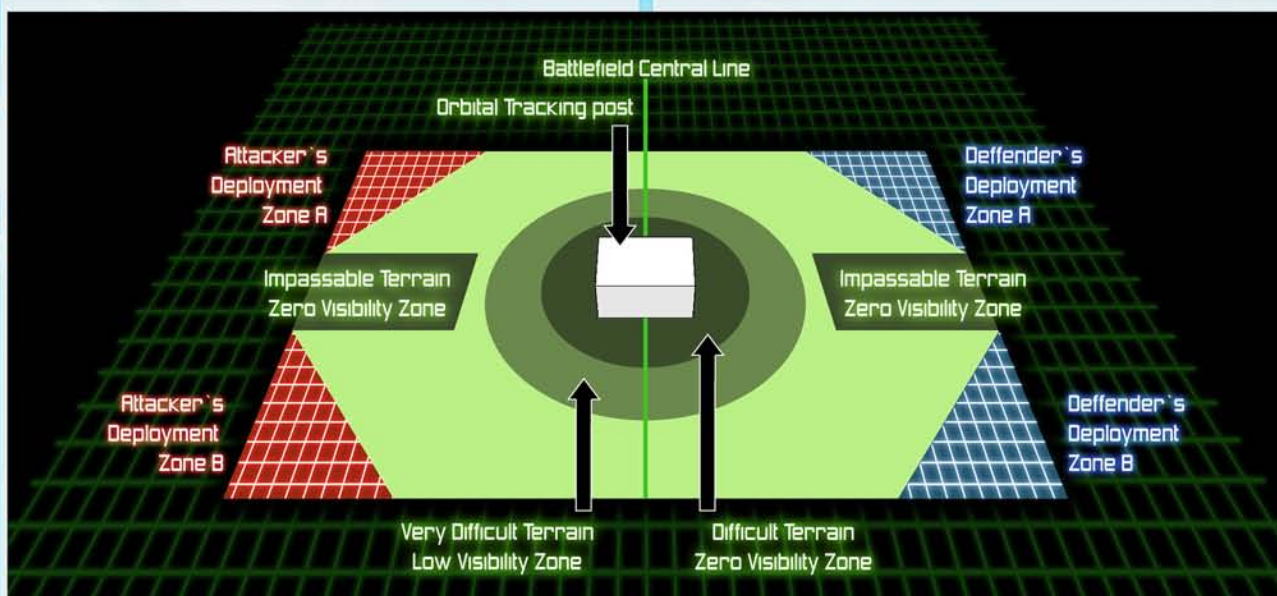 Battlefield Central Line
Orbital Tracking post
Attacker`s
Deployment
Zone A
Deffender`s
Deployment
Zone A
Impassable Terrain
Zero Visibility Zone
Impassable Terrain
Zero Visibility Zone
Attacker`s
Deployment
Zone B
Deffender`s
Deployment
Zone B
Very Difficult Terrain
Low Visibility Zone
Difficult Terrain
Zero Visibility Zone